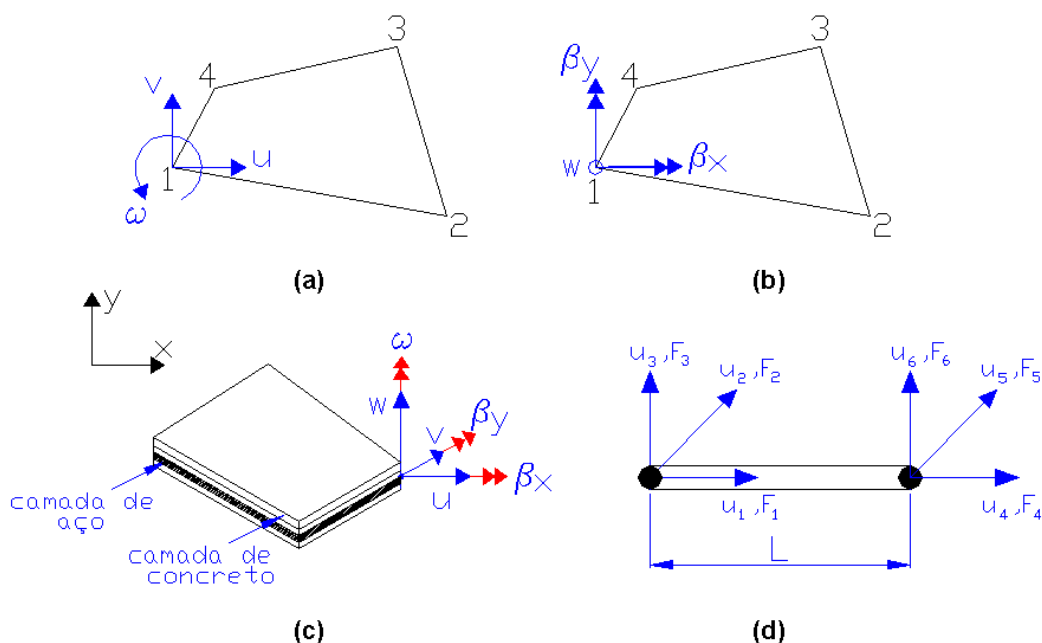 3
4
v
u
1
ω
2
(a)
3
4
βy
w
βx
1
2
(b)
y
x
ω
w
v
βy
u
βx
camada de
aço
camada de
concreto
(c)
u3,F3
u2,F2
u6,F6
u5,F5
u1,F1
u4,F4
L
(d)